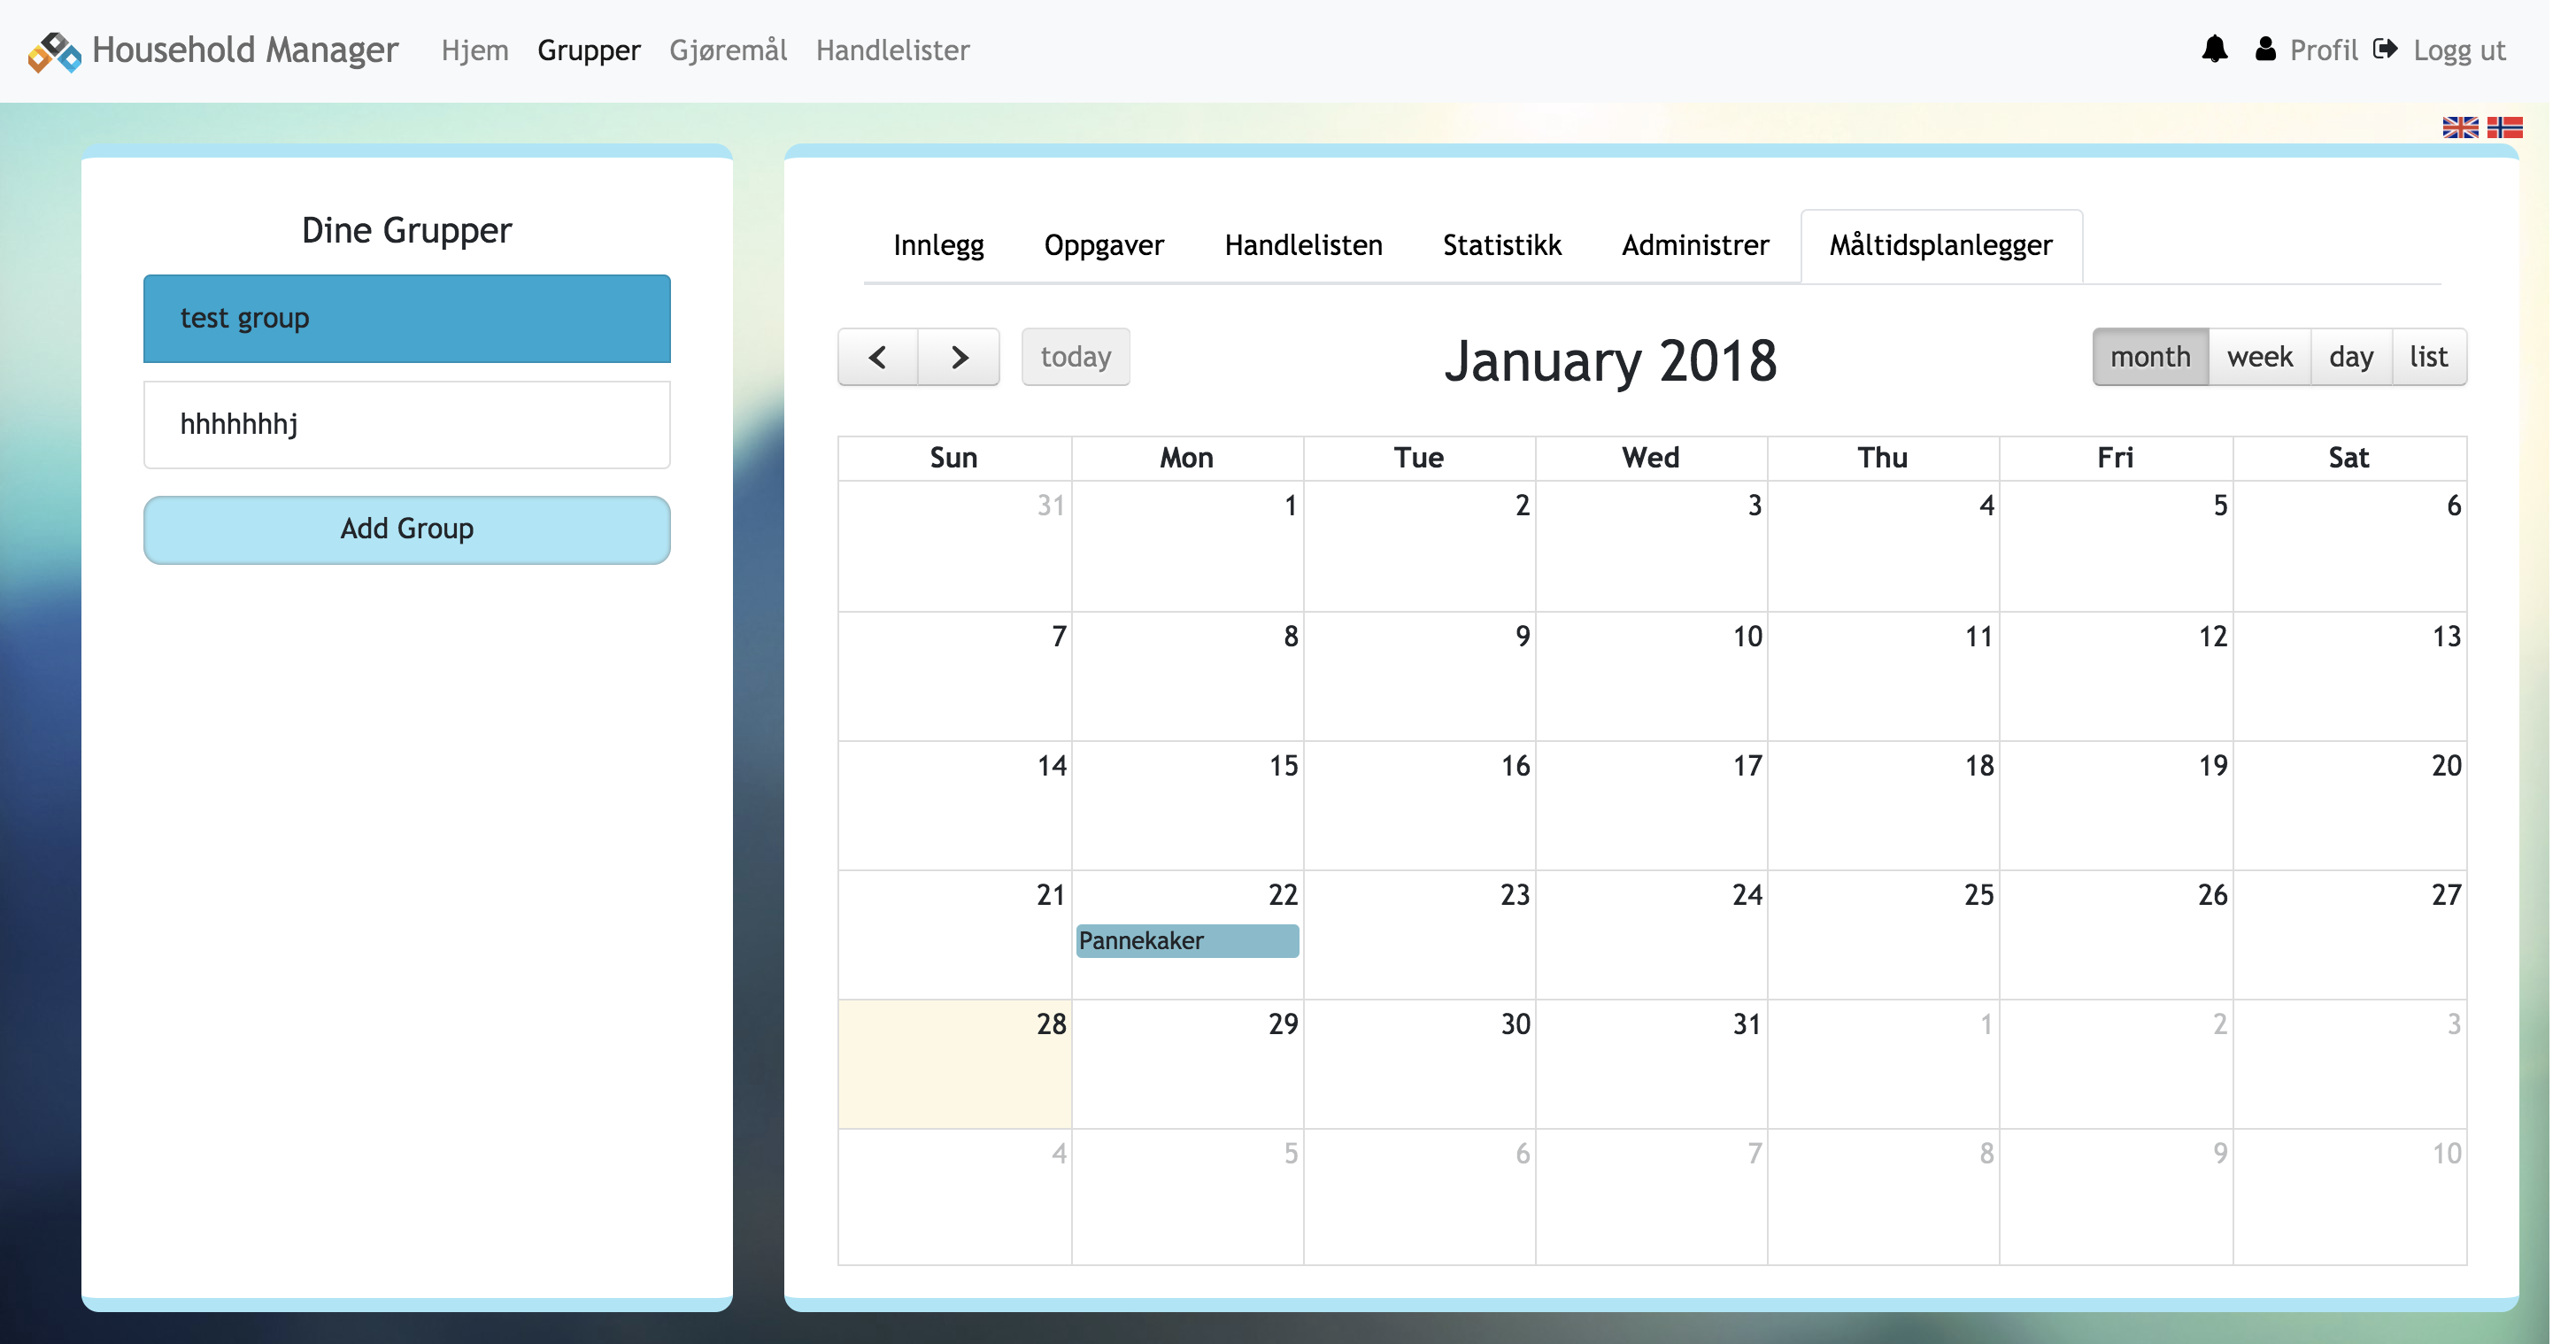 Household Manager Hjem Grupper Gjøremål Handlelister Profil Logg ut
Dine Grupper
test group
hhhhhhhj
Add Group
Innlegg Oppgaver Handlelisten Statistikk Administrer Måltidsplanlegger
today January 2018 month week day list
Sun Mon Tue Wed Thu Fri Sat
31 1 2 3 4 5 6
7 8 9 10 11 12 13
14 15 16 17 18 19 20
21 22 23 24 25 26 27
Pannekaker
28 29 30 31 1 2 3
4 5 6 7 8 9 10